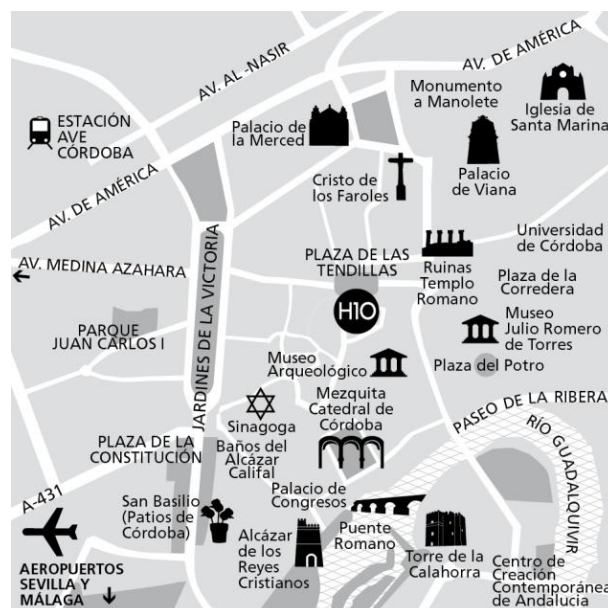 AV. AL -NASIR
AV. DE AMÉRICA
Monumento
a Manolete
Iglesia de
Santa Marina
ESTACIÓN
AVE
CÓRDOBA
Palacio de
la Merced
Palacio
de Viana
Cristo de
los Faroles
AV. DE AMÉRICA
JARDINES DE LA VICTORIA
Universidad
de Córdoba
PLAZA DE LAS
TENDILLAS
AV. MEDINA AZAHARA
Ruinas
Templo
Romano
Plaza de la
Corredera
H10
PARQUE
JUAN CARLOS I
Museo
Julio Romero
de Torres
Museo
Arqueológico
Plaza del Potro
Mezquita
Catedral de
Córdoba
PASEO DE LA RIBERA
Sinagoga
RÍO GUADALQUIVIR
PLAZA DE LA
CONSTITUCIÓN
Baños del
Alcázar
Califal
A-431
Palacio de
Congresos
San Basilio
(Patios de
Córdoba)
Puente
Romano
Alcázar
de los
Reyes
Cristianos
Torre de la
Calahorra
Centro de
Creación
Contemporánea
de Andalucia
AEROPUERTOS
SEVILLA Y
MÁLAGA